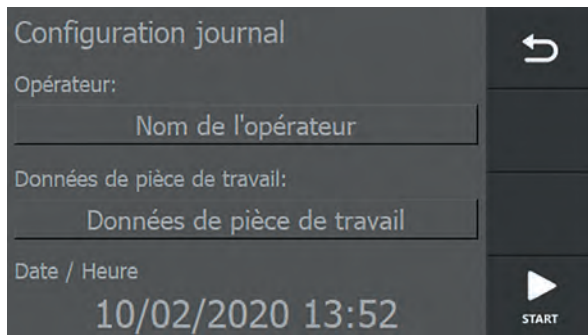 Configuration journal
Opérateur:
Nom de l'opérateur
Données de pièce de travail:
Données de pièce de travail
Date / Heure
10/02/2020 13:52
START